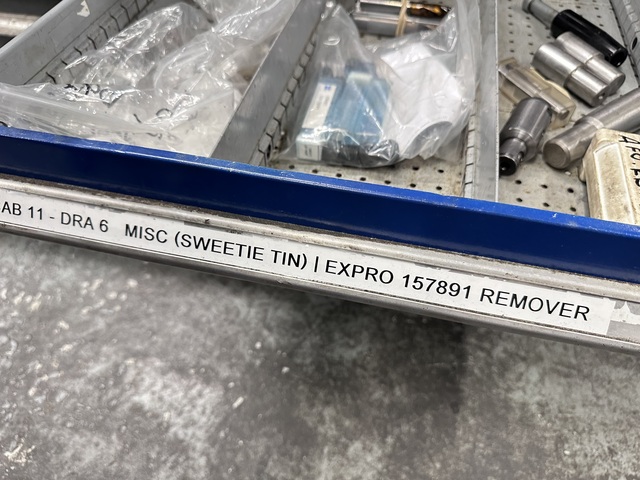 AB 11 - DRA 6 MISC (SWEETIE TIN) | EXPRO 157891 REMOVER